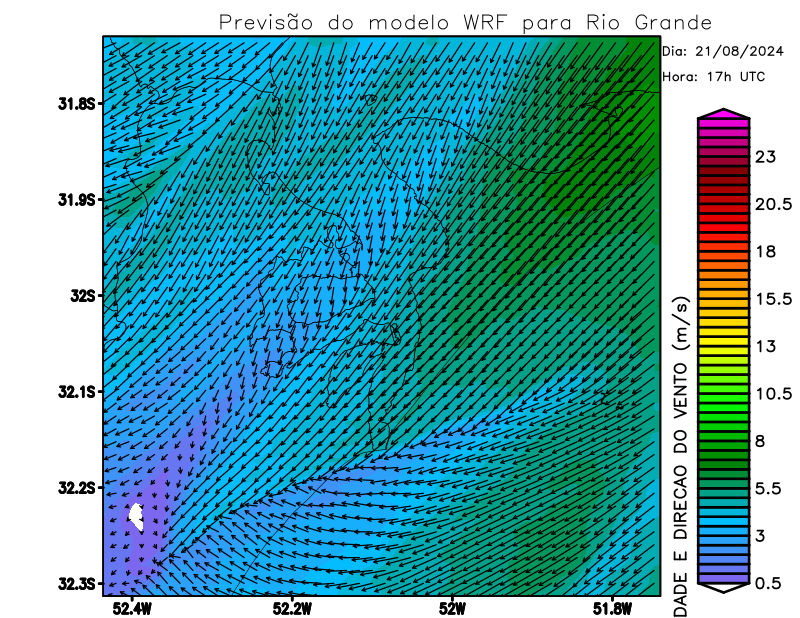 Previsão do modelo WRF para Rio Grande
Dia: 21/08/2024
Hora: 17h UTC
31.8S
31.9S
32S
32.1S
32.2S
32.3S
52.4W
52.2W
52W
51.8W
23
20.5
18
15.5
13
10.5
8
5.5
3
0.5
DADE E DIRECAO DO VENTO (m/s)